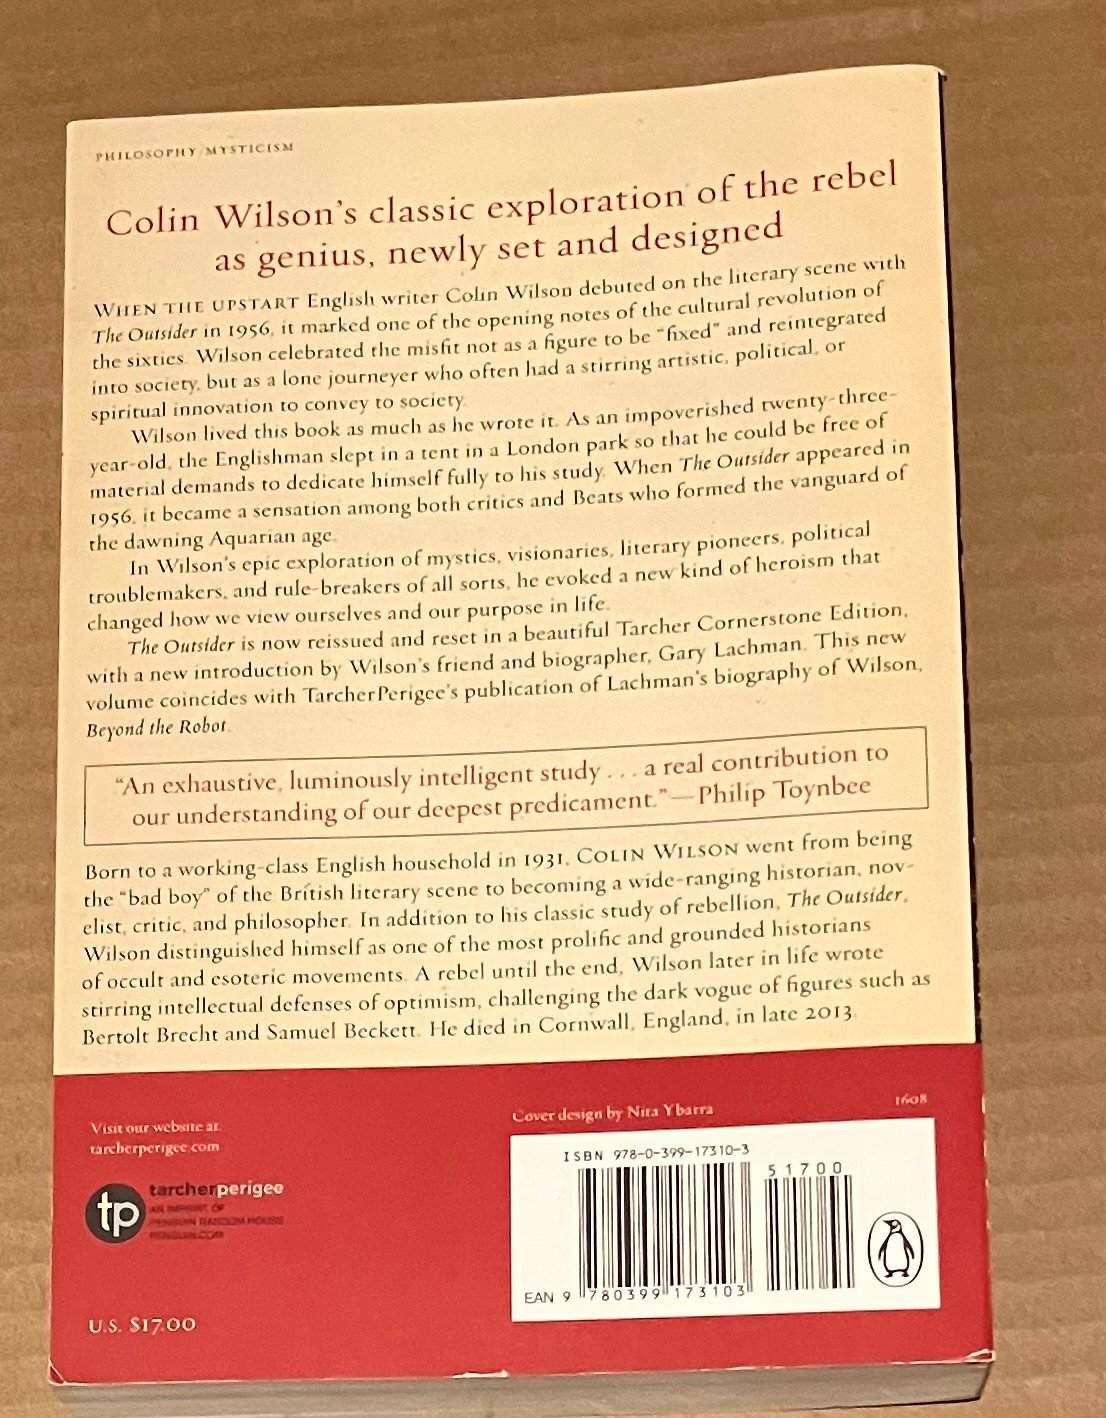 PHILOSOPHY/MYSTICISM
Colin Wilson's classic exploration of the rebel
as genius, newly set and designed
WHEN THE UPSTART English writer Colin Wilson debuted on the literary scene with
The Outsider in 1956, it marked one of the opening notes of the cultural revolution of
the sixties. Wilson celebrated the misfit not as a figure to be "fixed" and reintegrated
into society, but as a lone journeyer who often had a stirring artistic, political, or
spiritual innovation to convey to society.
Wilson lived this book as much as he wrote it. As an impoverished twenty-three-
year-old, the Englishman slept in a tent in a London park so that he could be free of
material demands to dedicate himself fully to his study. When The Outsider appeared in
1956, it became a sensation among both critics and Beats who formed the vanguard of
the dawning Aquarian age.
In Wilson's epic exploration of mystics, visionaries, literary pioneers, political
troublemakers, and rule-breakers of all sorts, he evoked a new kind of heroism that
changed how we view ourselves and our purpose in life.
The Outsider is now reissued and reset in a beautiful Tarcher Cornerstone Edition,
with a new introduction by Wilson's friend and biographer, Gary Lachman. This new
volume coincides with TarcherPerigee's publication of Lachman's biography of Wilson,
Beyond the Robot.
"An exhaustive, luminously intelligent study . . . a real contribution to
our understanding of our deepest predicament."—Philip Toynbee
Born to a working-class English household in 1931, COLIN WILSON went from being
the "bad boy" of the British literary scene to becoming a wide-ranging historian, nov-
elist, critic, and philosopher. In addition to his classic study of rebellion, The Outsider,
Wilson distinguished himself as one of the most prolific and grounded historians
of occult and esoteric movements. A rebel until the end, Wilson later in life wrote
stirring intellectual defenses of optimism, challenging the dark vogue of figures such as
Bertolt Brecht and Samuel Beckett. He died in Cornwall, England, in late 2013.
Visit our website at
tarcherperigee.com
tp
tarcherperigee
AN IMPRINT OF
PENGUIN RANDOM HOUSE
PENGUIN.COM
U.S. $17.00
Cover design by Nita Ybarra
1608
ISBN 978-0-399-17310-3
51700
EAN 9 780399 173103